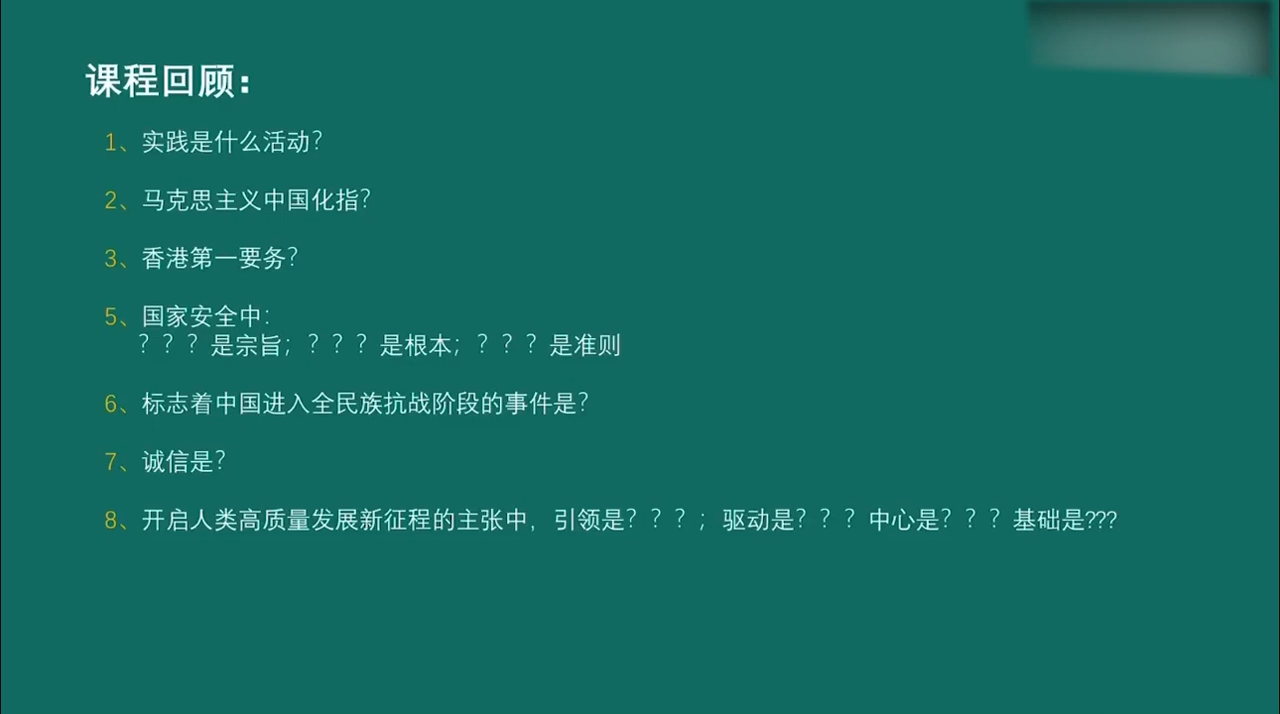 课程回顾：
1、实践是什么活动？
2、马克思主义中国化指？
3、香港第一要务？
5、国家安全中：
？？？是宗旨；？？？是根本；？？？是准则
6、标志着中国进入全民族抗战阶段的事件是？
7、诚信是？
8、开启人类高质量发展新征程的主张中，引领是？？？；驱动是？？？中心是？？？基础是???